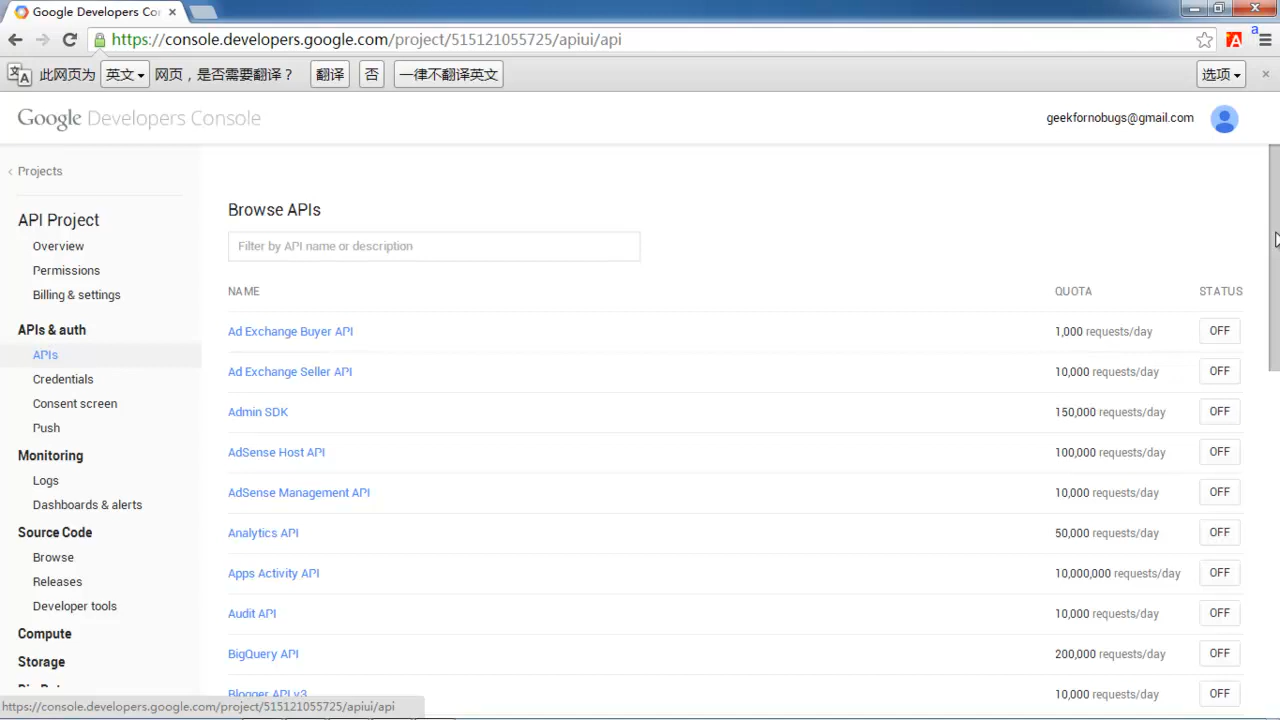 Google Developers Co
https://console.developers.google.com/project/515121055725/apiui/api
此网页为 英文 网页，是否需要翻译？ 翻译 否 一律不翻译英文 选项
Google Developers Console
geekfornobugs@gmail.com
Projects
API Project
Overview
Permissions
Billing & settings
APIs & auth
APIs
Credentials
Consent screen
Push
Monitoring
Logs
Dashboards & alerts
Source Code
Browse
Releases
Developer tools
Compute
Storage
Browse APIs
Filter by API name or description
NAME QUOTA STATUS
Ad Exchange Buyer API 1,000 requests/day OFF
Ad Exchange Seller API 10,000 requests/day OFF
Admin SDK 150,000 requests/day OFF
AdSense Host API 100,000 requests/day OFF
AdSense Management API 10,000 requests/day OFF
Analytics API 50,000 requests/day OFF
Apps Activity API 10,000,000 requests/day OFF
Audit API 10,000 requests/day OFF
BigQuery API 200,000 requests/day OFF
Blogger API v3 10,000 requests/day OFF
https://console.developers.google.com/project/515121055725/apiui/api